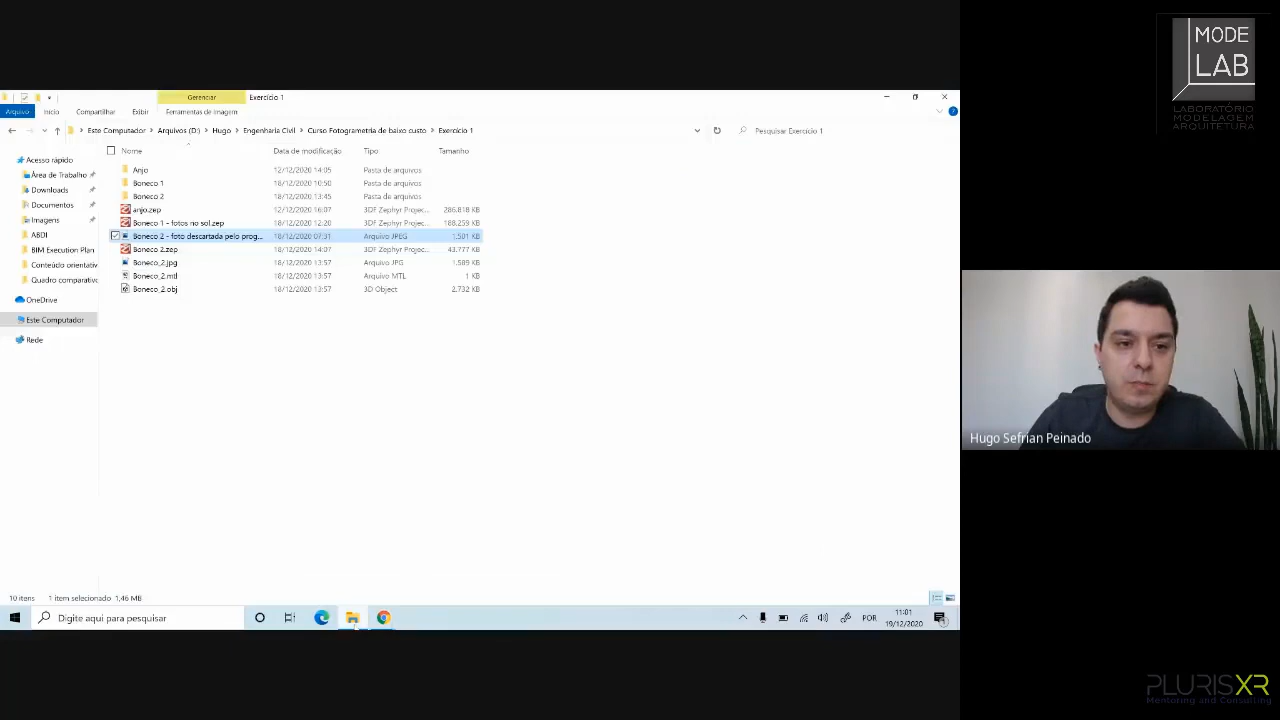 MODE
LAB
LABORATÓRIO
MODELAGEM
ARQUITETURA
Gerenciar
Exercício 1
Arquivo
Início
Compartilhar
Exibir
Ferramentas de imagem
Este Computador > Arquivos (D:) > Hugo > Engenharia Civil > Curso Fotogrametria de baixo custo > Exercício 1
Pesquisar Exercício 1
Nome
Data de modificação
Tipo
Tamanho
Anjo 12/12/2020 14:05 Pasta de arquivos
Boneco 1 18/12/2020 10:50 Pasta de arquivos
Boneco 2 18/12/2020 13:45 Pasta de arquivos
anjo.zep 12/12/2020 16:07 3DF Zephyr Projec... 286.818 KB
Boneco 1 - fotos no sol.zep 18/12/2020 12:20 3DF Zephyr Projec... 188.259 KB
Boneco 2 - foto descartada pelo prog... 18/12/2020 07:31 Arquivo JPEG 1.501 KB
Boneco 2.zep 18/12/2020 14:07 3DF Zephyr Projec... 43.777 KB
Boneco_2.jpg 18/12/2020 13:57 Arquivo JPG 1.589 KB
Boneco_2.mtl 18/12/2020 13:57 Arquivo MTL 1 KB
Boneco_2.obj 18/12/2020 13:57 3D Object 2.732 KB
Acesso rápido
Área de Trabalho
Downloads
Documentos
Imagens
ABDI
BIM Execution Plan
Conteúdo orientativ
Quadro comparativo
OneDrive
Este Computador
Rede
10 itens
1 item selecionado 1,46 MB
Digite aqui para pesquisar
POR
11:01
19/12/2020
Hugo Sefrian Peinado
PLURISXR
Mentoring and Consulting